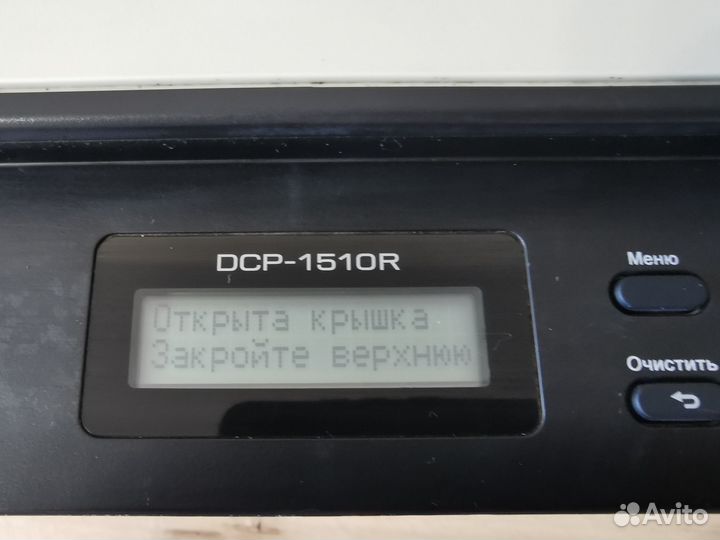 DCP-1510R
Открыта крышка
Закройте верхнюю
Меню
Очистить
Avito